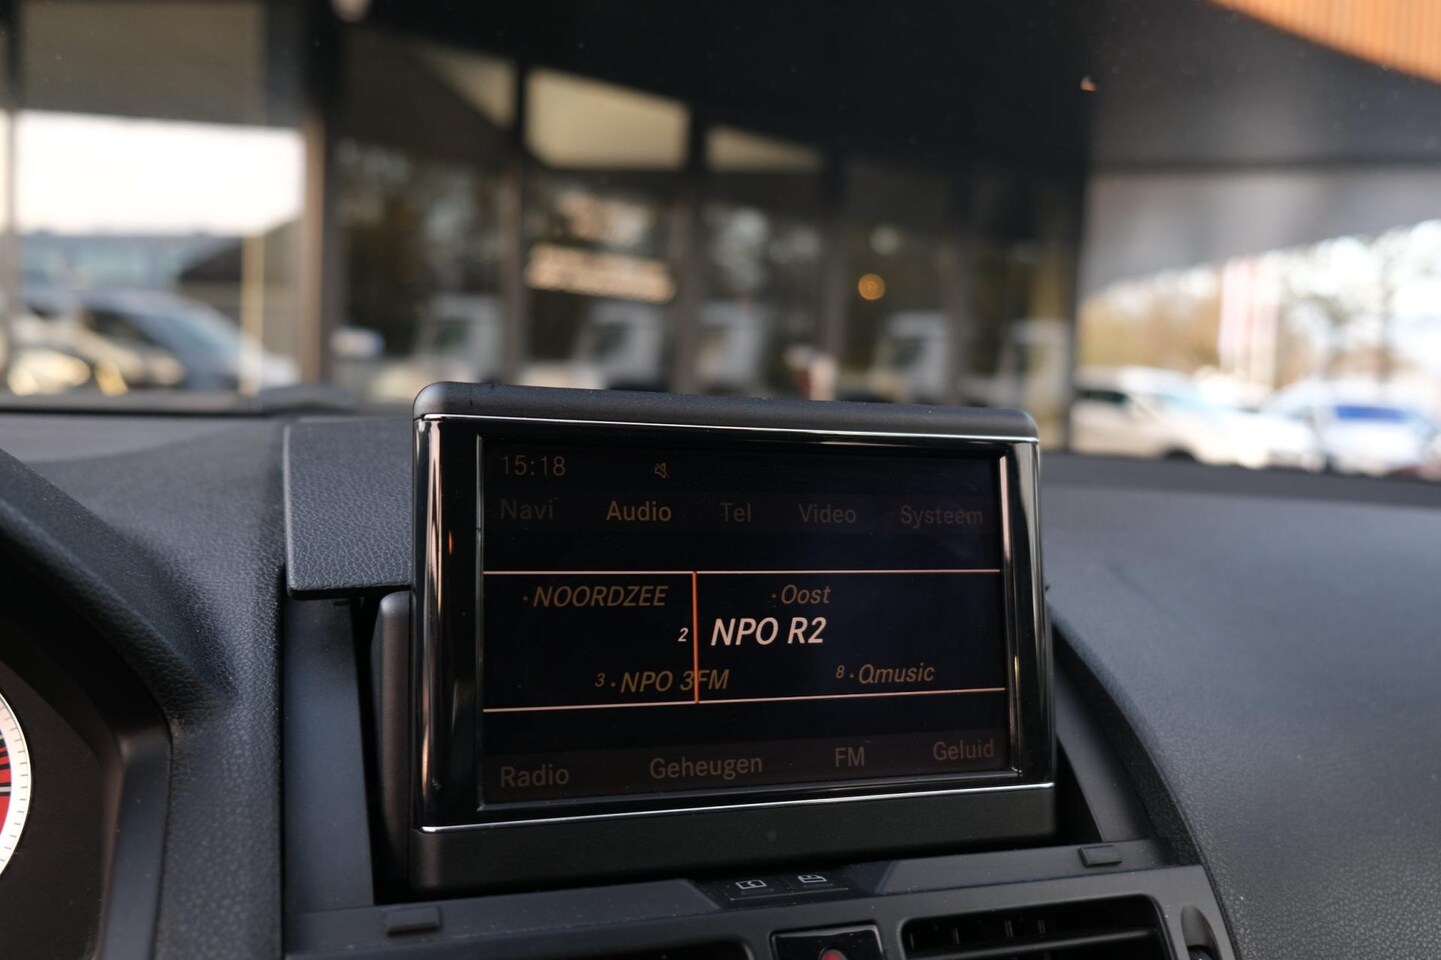 15:18
Navi Audio Tel Video Systeem
·NOORDZEE ·Oost
2 NPO R2
3·NPO 3FM 8·Qmusic
Radio Geheugen FM Geluid